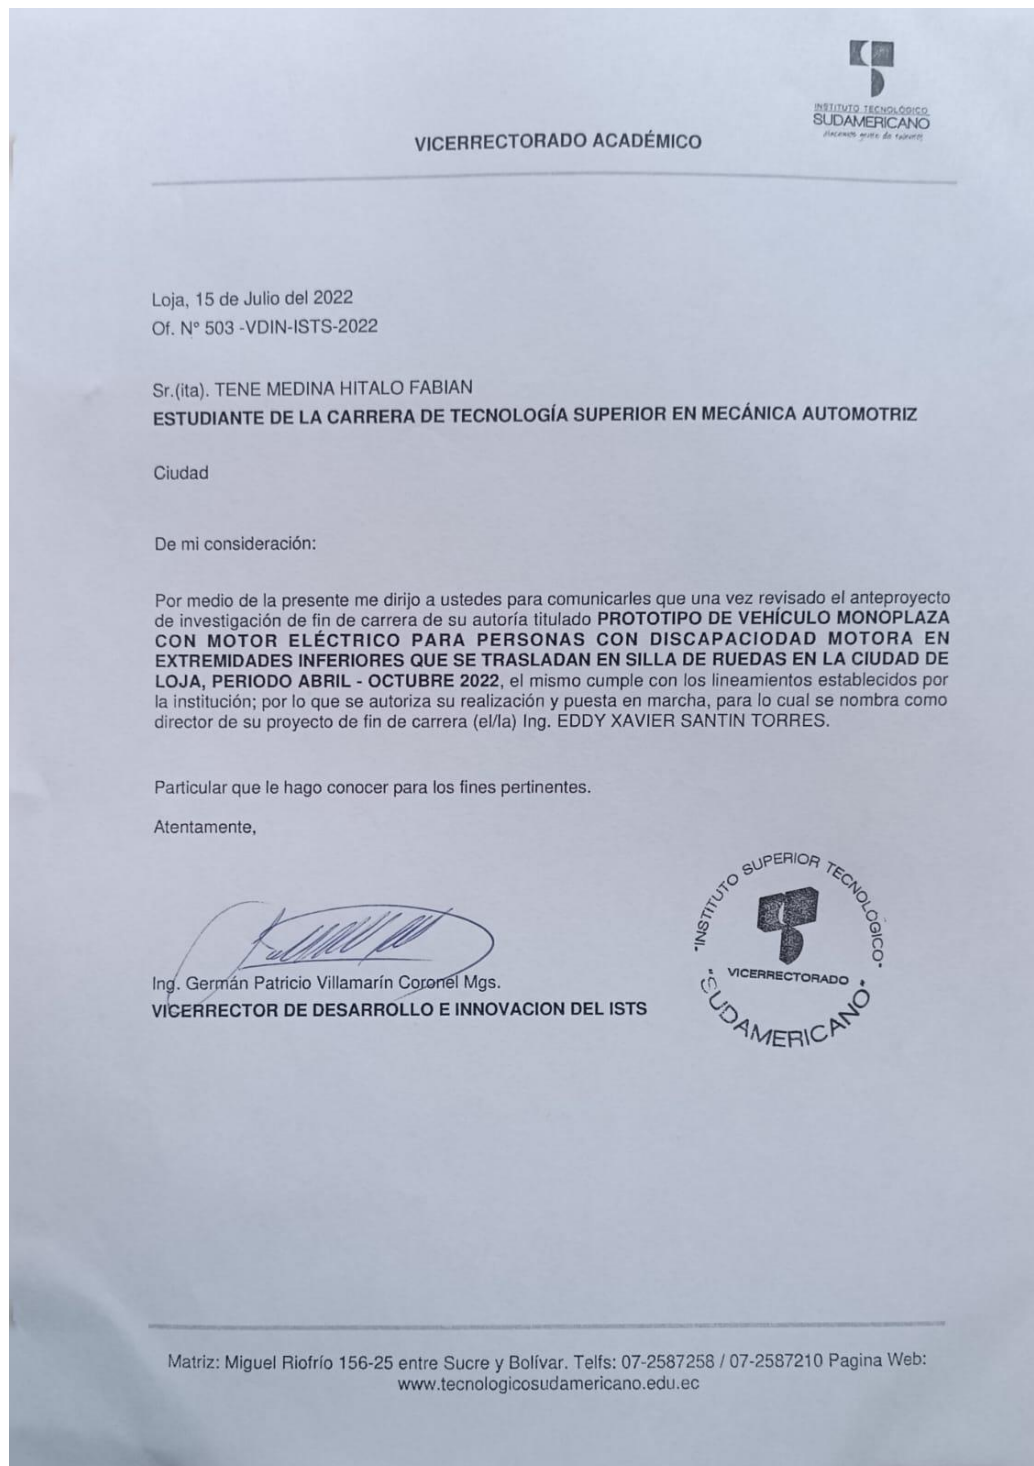 INSTITUTO TECNOLÓGICO
SUDAMERICANO
Hacemos gente de talento!
VICERRECTORADO ACADÉMICO
Loja, 15 de Julio del 2022
Of. N° 503 -VDIN-ISTS-2022
Sr.(ita). TENE MEDINA HITALO FABIAN
ESTUDIANTE DE LA CARRERA DE TECNOLOGÍA SUPERIOR EN MECÁNICA AUTOMOTRIZ
Ciudad
De mi consideración:
Por medio de la presente me dirijo a ustedes para comunicarles que una vez revisado el anteproyecto
de investigación de fin de carrera de su autoría titulado PROTOTIPO DE VEHÍCULO MONOPLAZA
CON MOTOR ELÉCTRICO PARA PERSONAS CON DISCAPACIODAD MOTORA EN
EXTREMIDADES INFERIORES QUE SE TRASLADAN EN SILLA DE RUEDAS EN LA CIUDAD DE
LOJA, PERIODO ABRIL - OCTUBRE 2022, el mismo cumple con los lineamientos establecidos por
la institución; por lo que se autoriza su realización y puesta en marcha, para lo cual se nombra como
director de su proyecto de fin de carrera (el/la) Ing. EDDY XAVIER SANTIN TORRES.
Particular que le hago conocer para los fines pertinentes.
Atentamente,
Ing. Germán Patricio Villamarín Coronel Mgs.
VICERRECTOR DE DESARROLLO E INNOVACION DEL ISTS
INSTITUTO SUPERIOR TECNOLÓGICO
VICERRECTORADO
SUDAMERICANO
Matriz: Miguel Riofrío 156-25 entre Sucre y Bolívar. Telfs: 07-2587258 / 07-2587210 Pagina Web:
www.tecnologicosudamericano.edu.ec